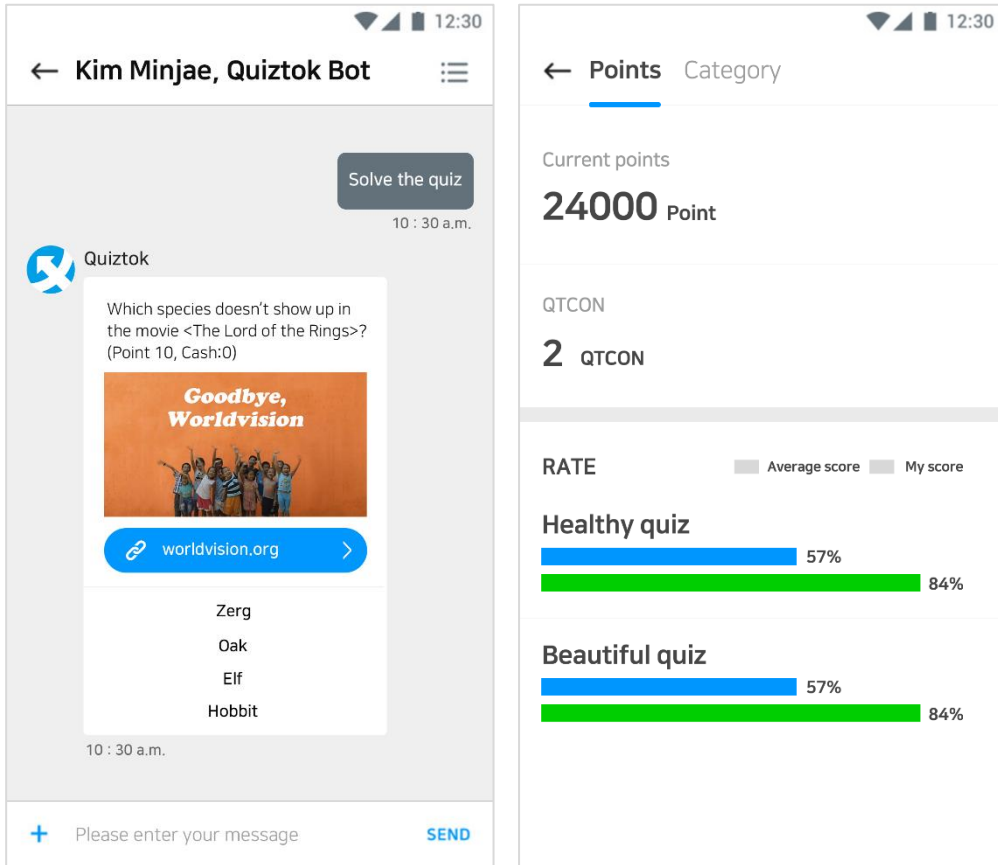 12:30
Kim Minjae, Quiztok Bot
Solve the quiz
10 : 30 a.m.
Quiztok
Which species doesn't show up in
the movie <The Lord of the Rings>?
(Point 10, Cash:0)
Goodbye,
Worldvision
worldvision.org
Zerg
Oak
Elf
Hobbit
10 : 30 a.m.
+ Please enter your message SEND
12:30
Points Category
Current points
24000 Point
QTCON
2 QTCON
RATE Average score My score
Healthy quiz
57%
84%
Beautiful quiz
57%
84%